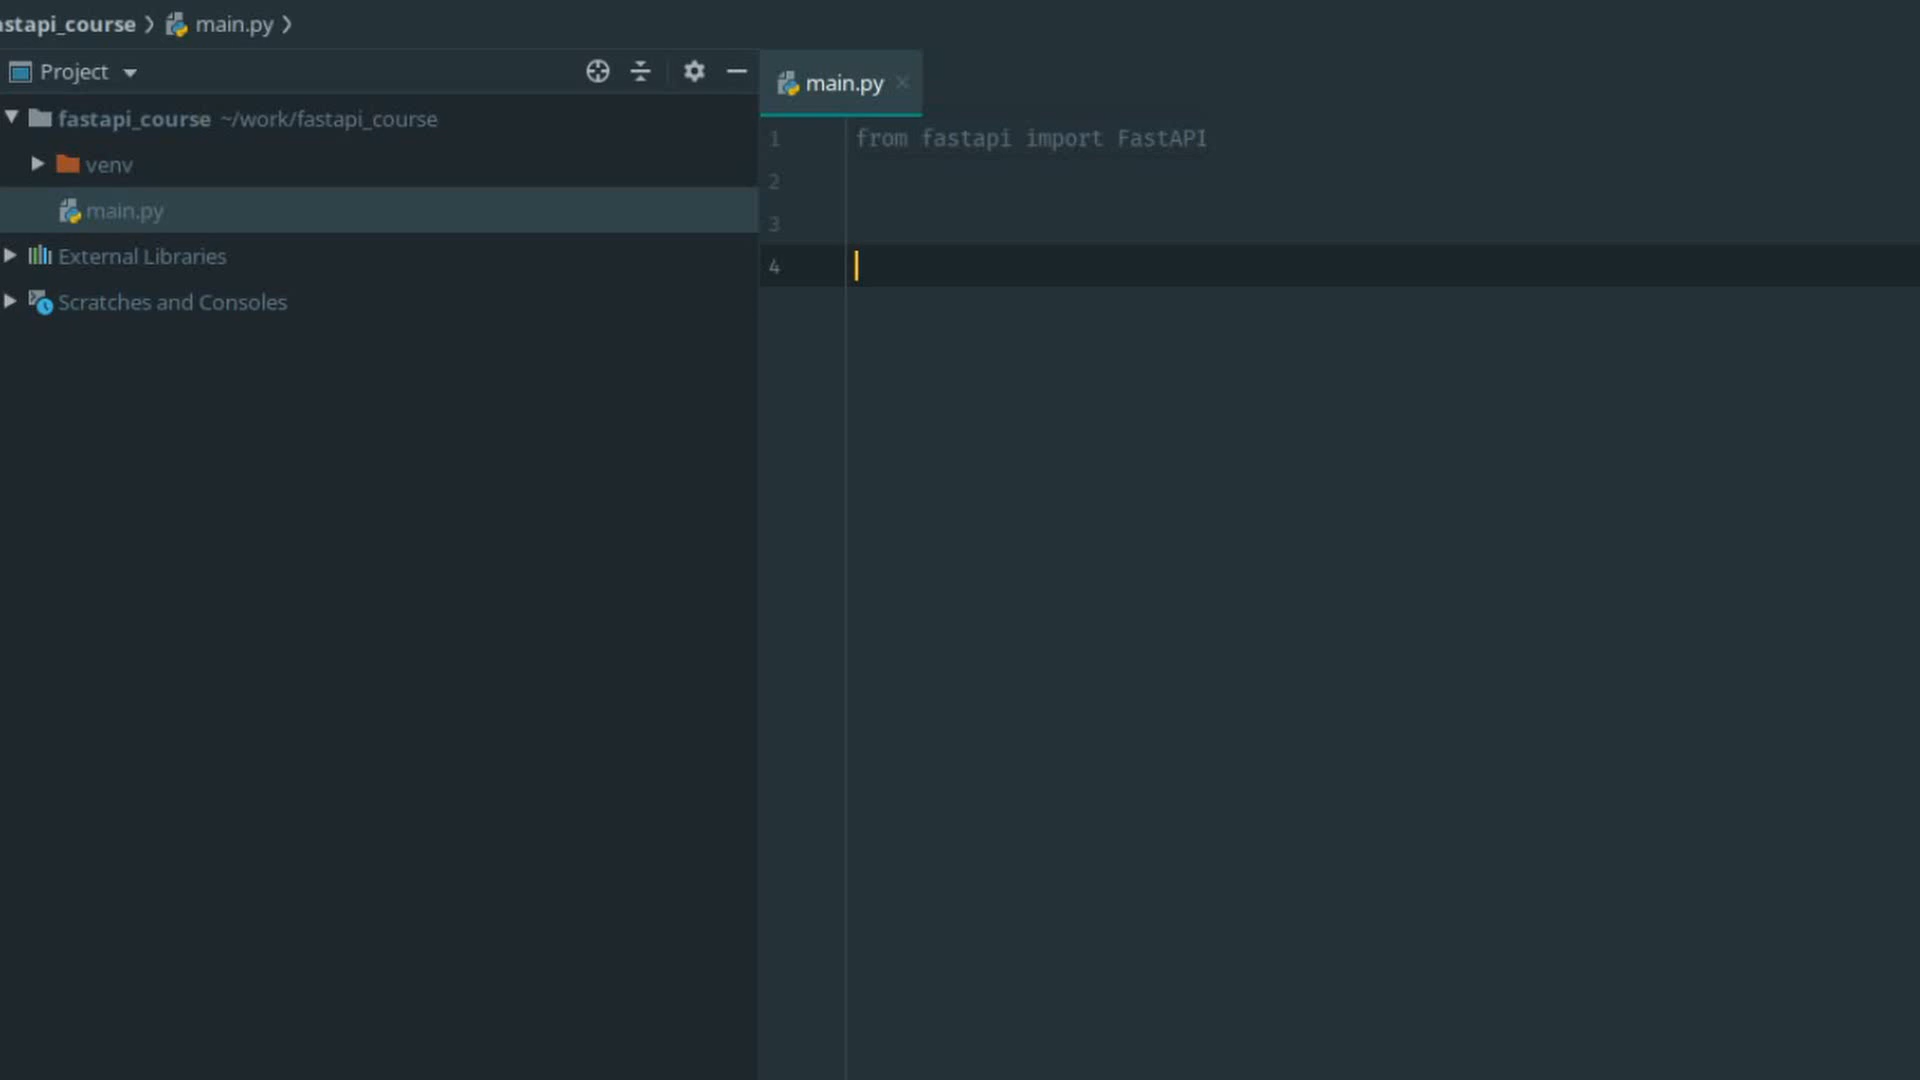 astapi_course > main.py >
Project
fastapi_course ~/work/fastapi_course
venv
main.py
External Libraries
Scratches and Consoles
main.py
1 from fastapi import FastAPI
2
3
4